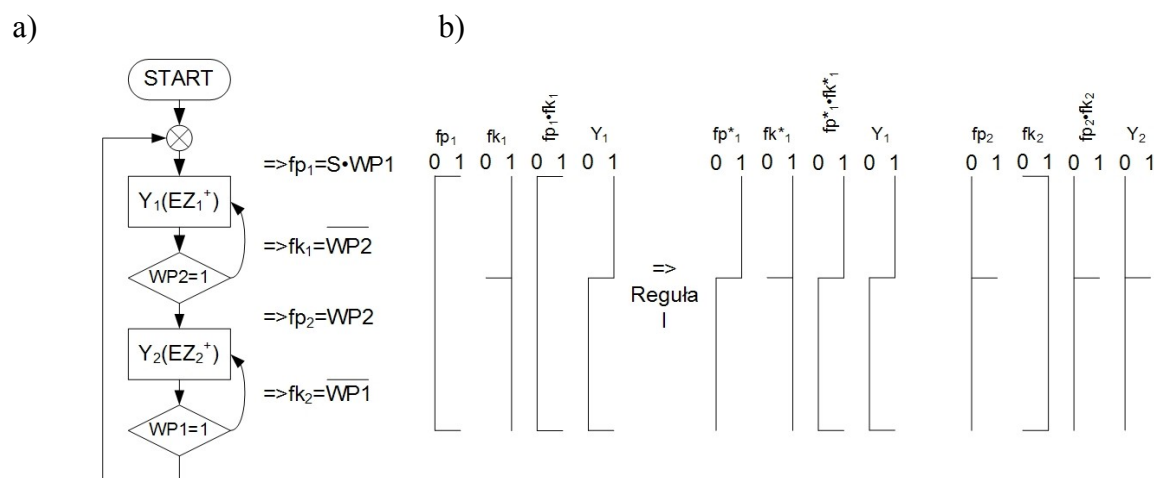 a)
b)
START
=>fp₁=S•WP1
Y₁(EZ₁⁺)
=>fk₁=W̅P̅2̅
WP2=1
=>fp₂=WP2
Y₂(EZ₂⁺)
=>fk₂=W̅P̅1̅
WP1=1
fp₁ fk₁ fp₁•fk₁ Y₁
0 1 0 1 0 1 0 1
=>
Reguła
I
fp*₁ fk*₁ fp*₁•fk*₁ Y₁
0 1 0 1 0 1 0 1
fp₂ fk₂ fp₂•fk₂ Y₂
0 1 0 1 0 1 0 1